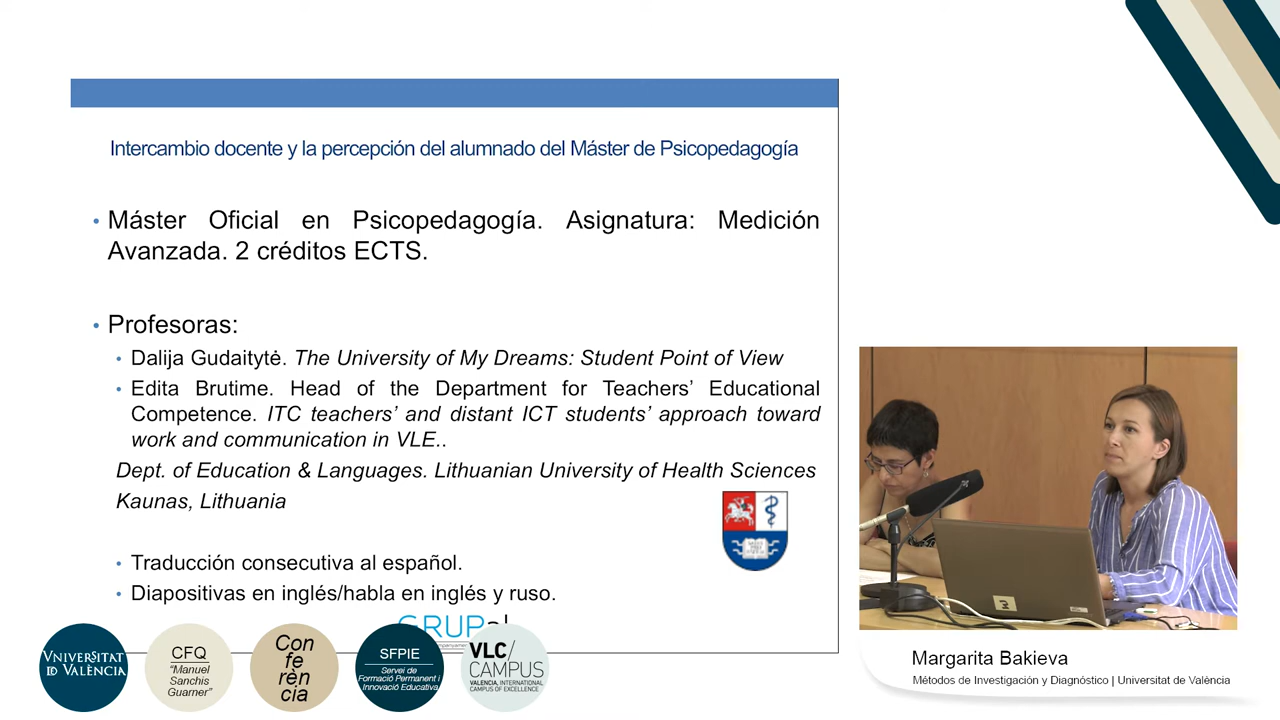 Intercambio docente y la percepción del alumnado del Máster de Psicopedagogía
• Máster Oficial en Psicopedagogía. Asignatura: Medición
Avanzada. 2 créditos ECTS.
• Profesoras:
• Dalija Gudaitytė. The University of My Dreams: Student Point of View
• Edita Brutime. Head of the Department for Teachers’ Educational
Competence. ITC teachers’ and distant ICT students’ approach toward
work and communication in VLE..
Dept. of Education & Languages. Lithuanian University of Health Sciences
Kaunas, Lithuania
• Traducción consecutiva al español.
• Diapositivas en inglés/habla en inglés y ruso.
VNIVERSITAT
ID VALÈNCIA
CFQ
“Manuel
Sanchis
Guarner”
Con
fe
rèn
cia
SFPIE
Servei de
Formació Permanent i
Innovació Educativa
VLC/
CAMPUS
VALENCIA, INTERNATIONAL
CAMPUS OF EXCELLENCE
Margarita Bakieva
Métodos de Investigación y Diagnóstico | Universitat de València